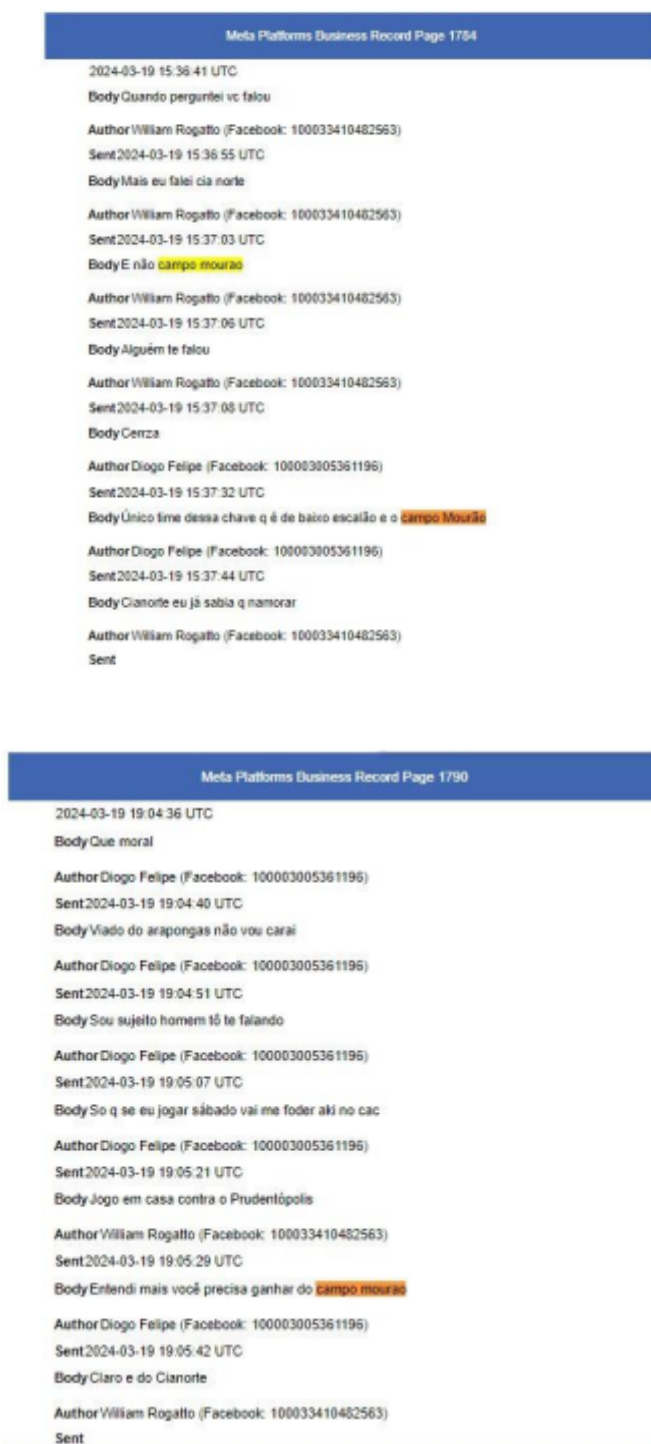 Meta Platforms Business Record Page 1784
2024-03-19 15:36:41 UTC
Body Quando perguntei vc falou
Author William Rogatto (Facebook: 100033410482563)
Sent 2024-03-19 15:36:55 UTC
Body Mais eu falei cia norte
Author William Rogatto (Facebook: 100033410482563)
Sent 2024-03-19 15:37:03 UTC
Body E não campo mourao
Author William Rogatto (Facebook: 100033410482563)
Sent 2024-03-19 15:37:06 UTC
Body Alguém te falou
Author William Rogatto (Facebook: 100033410482563)
Sent 2024-03-19 15:37:08 UTC
Body Cerrza
Author Diogo Felipe (Facebook: 100003005361196)
Sent 2024-03-19 15:37:32 UTC
Body Único time dessa chave q é de baixo escalão e o campo Mourão
Author Diogo Felipe (Facebook: 100003005361196)
Sent 2024-03-19 15:37:44 UTC
Body Cianorte eu já sabia q namorar
Author William Rogatto (Facebook: 100033410482563)
Sent
Meta Platforms Business Record Page 1790
2024-03-19 19:04:36 UTC
Body Que moral
Author Diogo Felipe (Facebook: 100003005361196)
Sent 2024-03-19 19:04:40 UTC
Body Viado do arapongas não vou carai
Author Diogo Felipe (Facebook: 100003005361196)
Sent 2024-03-19 19:04:51 UTC
Body Sou sujeito homem tô te falando
Author Diogo Felipe (Facebook: 100003005361196)
Sent 2024-03-19 19:05:07 UTC
Body So q se eu jogar sábado vai me foder aki no cac
Author Diogo Felipe (Facebook: 100003005361196)
Sent 2024-03-19 19:05:21 UTC
Body Jogo em casa contra o Prudentópolis
Author William Rogatto (Facebook: 100033410482563)
Sent 2024-03-19 19:05:29 UTC
Body Entendi mais você precisa ganhar do campo mourao
Author Diogo Felipe (Facebook: 100003005361196)
Sent 2024-03-19 19:05:42 UTC
Body Claro e do Cianorte
Author William Rogatto (Facebook: 100033410482563)
Sent